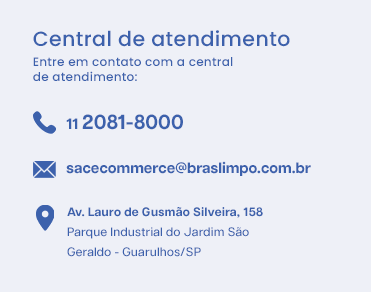 Central de atendimento
Entre em contato com a central
de atendimento:
11 2081-8000
sacecommerce@braslimpo.com.br
Av. Lauro de Gusmão Silveira, 158
Parque Industrial do Jardim São
Geraldo - Guarulhos/SP